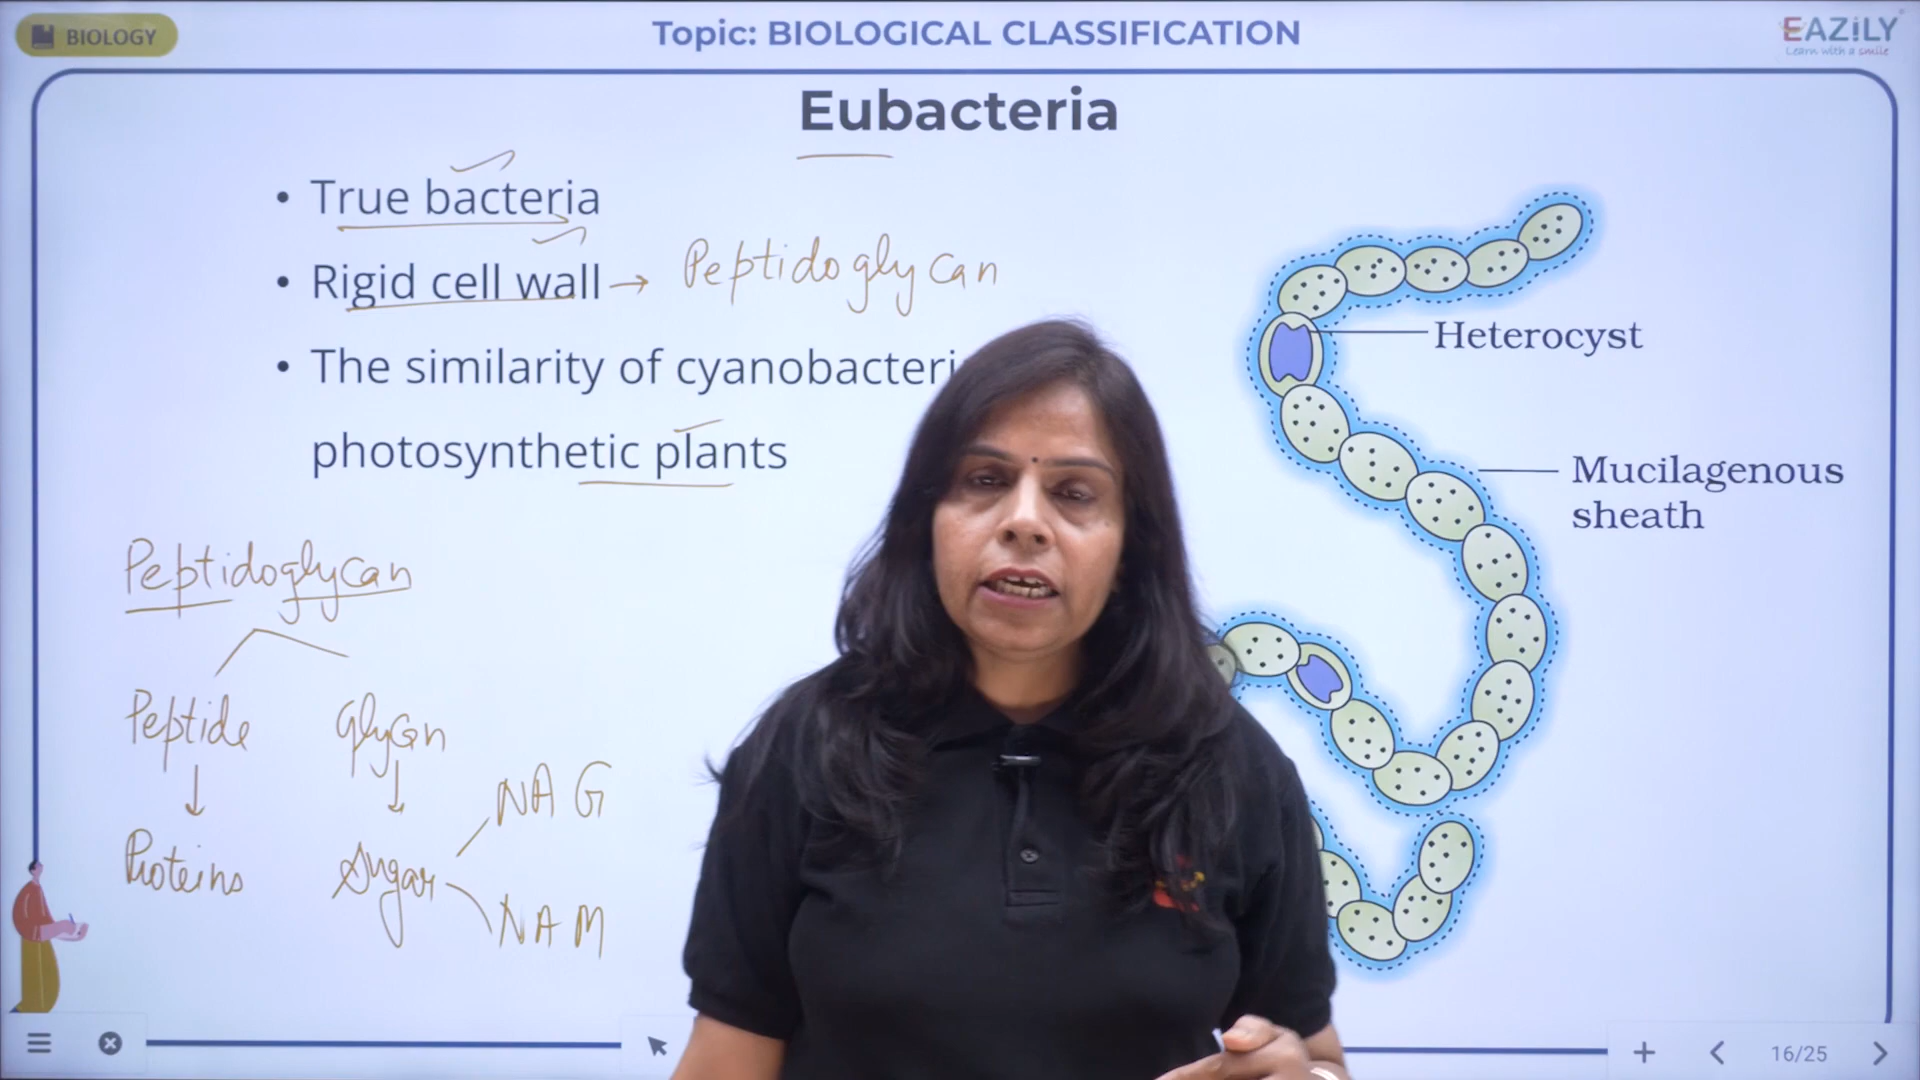 BIOLOGY
Topic: BIOLOGICAL CLASSIFICATION
EAZiLY
Learn with a smile
Eubacteria
• True bacteria
• Rigid cell wall → Peptidoglycan
• The similarity of cyanobacteri
photosynthetic plants
Heterocyst
Mucilagenous
sheath
Peptidoglycan
Peptide Glycan
Proteins Sugar
NAG
NAM
16/25